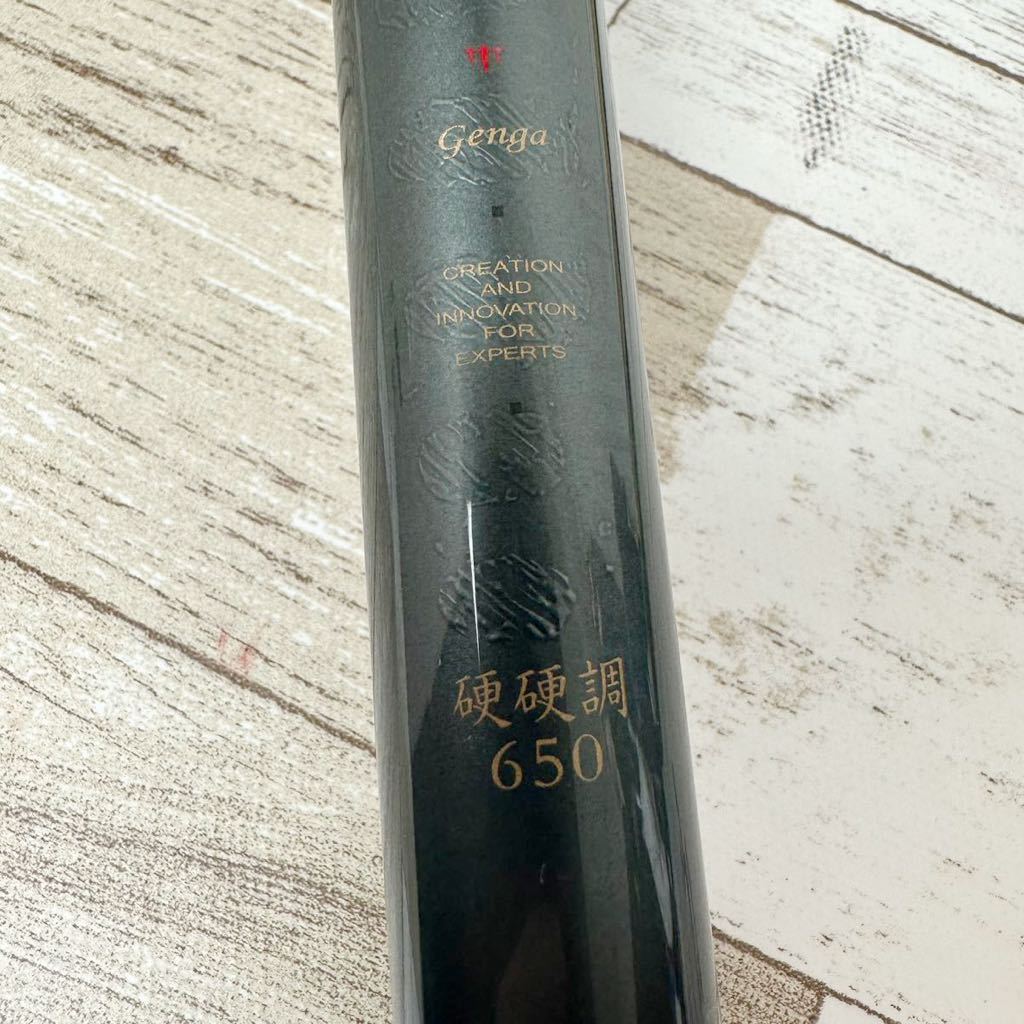 Genga
CREATION
AND
INNOVATION
FOR
EXPERTS
硬硬調
650